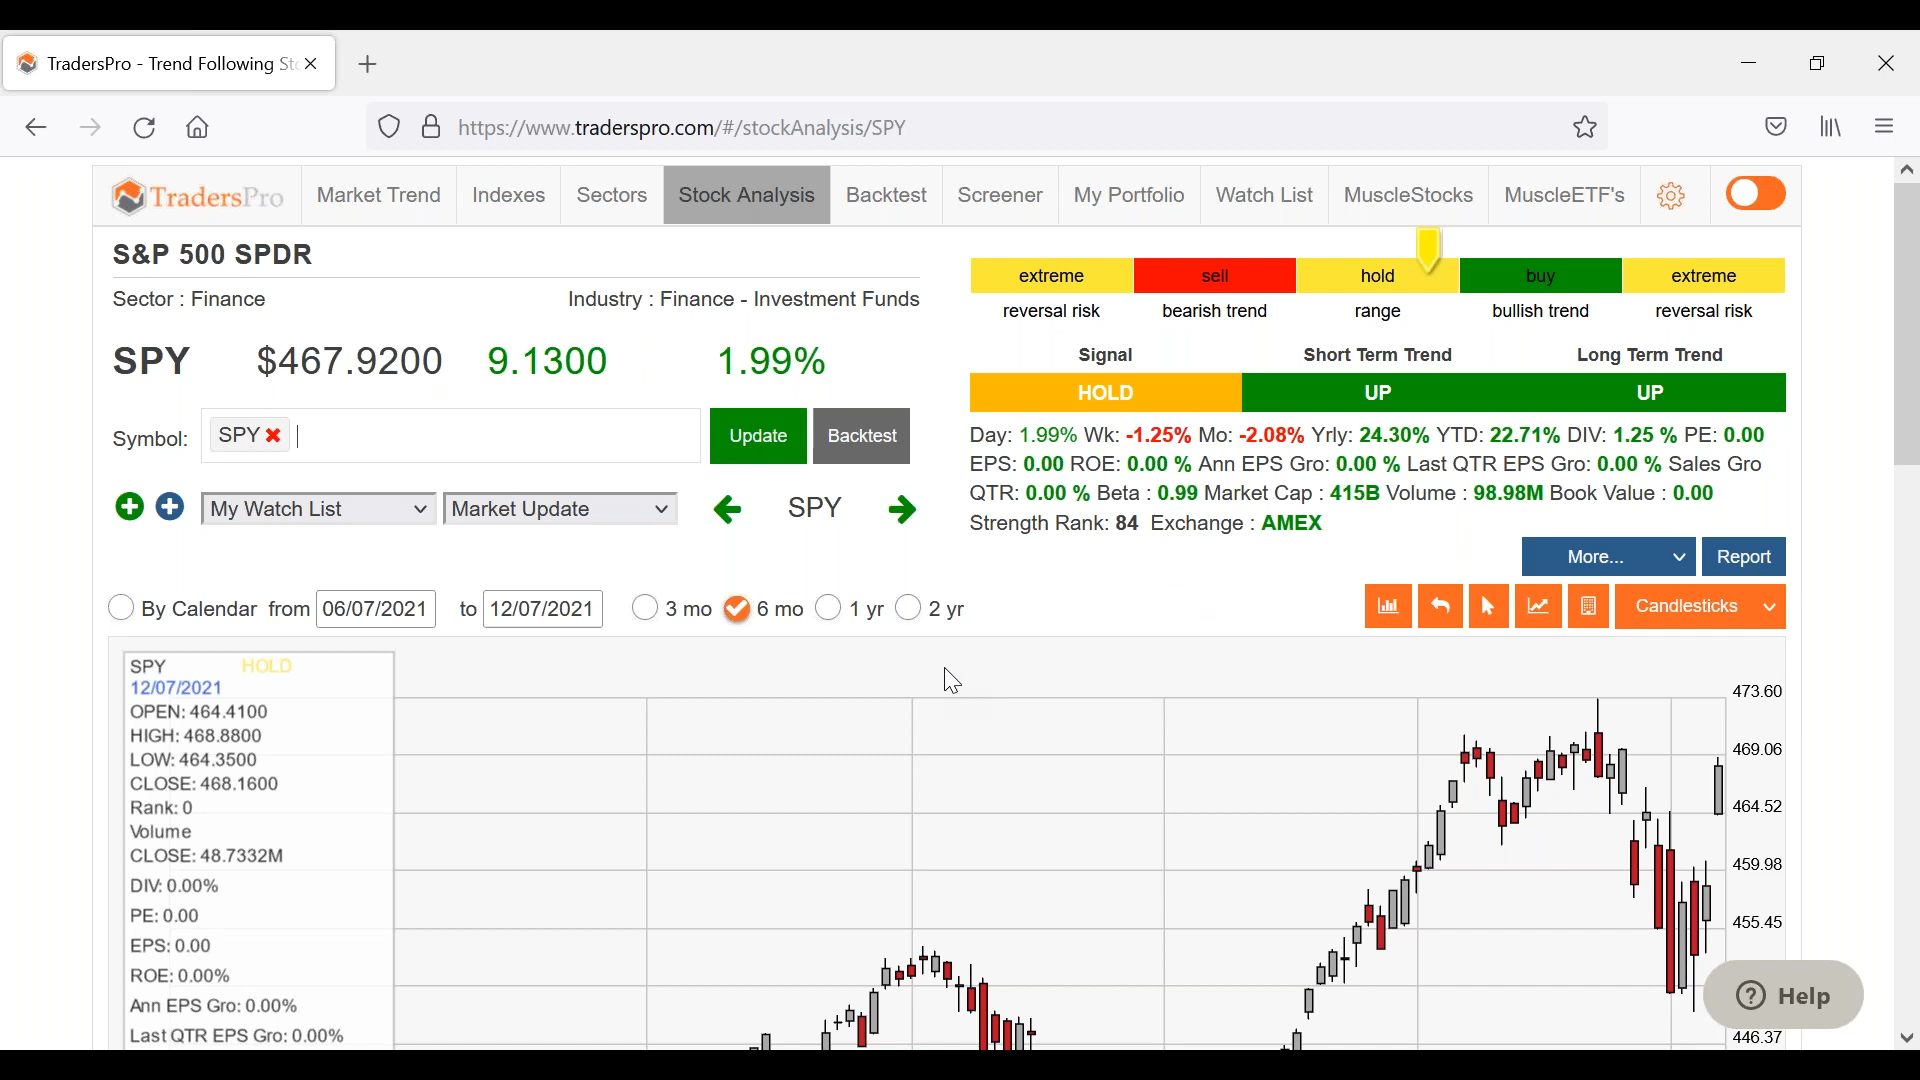 TradersPro - Trend Following Sto
https://www.traderspro.com/#/stockAnalysis/SPY
TradersPro Market Trend Indexes Sectors Stock Analysis Backtest Screener My Portfolio Watch List MuscleStocks MuscleETF's
S&P 500 SPDR
Sector : Finance Industry : Finance - Investment Funds
SPY $467.9200 9.1300 1.99%
Symbol: SPY Update Backtest
My Watch List Market Update SPY
extreme sell hold buy extreme
reversal risk bearish trend range bullish trend reversal risk
Signal Short Term Trend Long Term Trend
HOLD UP UP
Day: 1.99% Wk: -1.25% Mo: -2.08% Yrly: 24.30% YTD: 22.71% DIV: 1.25 % PE: 0.00
EPS: 0.00 ROE: 0.00 % Ann EPS Gro: 0.00 % Last QTR EPS Gro: 0.00 % Sales Gro
QTR: 0.00 % Beta : 0.99 Market Cap : 415B Volume : 98.98M Book Value : 0.00
Strength Rank: 84 Exchange : AMEX
More... Report
By Calendar from 06/07/2021 to 12/07/2021 3 mo 6 mo 1 yr 2 yr
Candlesticks
SPY HOLD
12/07/2021
OPEN: 464.4100
HIGH: 468.8800
LOW: 464.3500
CLOSE: 468.1600
Rank: 0
Volume
CLOSE: 48.7332M
DIV: 0.00%
PE: 0.00
EPS: 0.00
ROE: 0.00%
Ann EPS Gro: 0.00%
Last QTR EPS Gro: 0.00%
473.60
469.06
464.52
459.98
455.45
446.37
Help